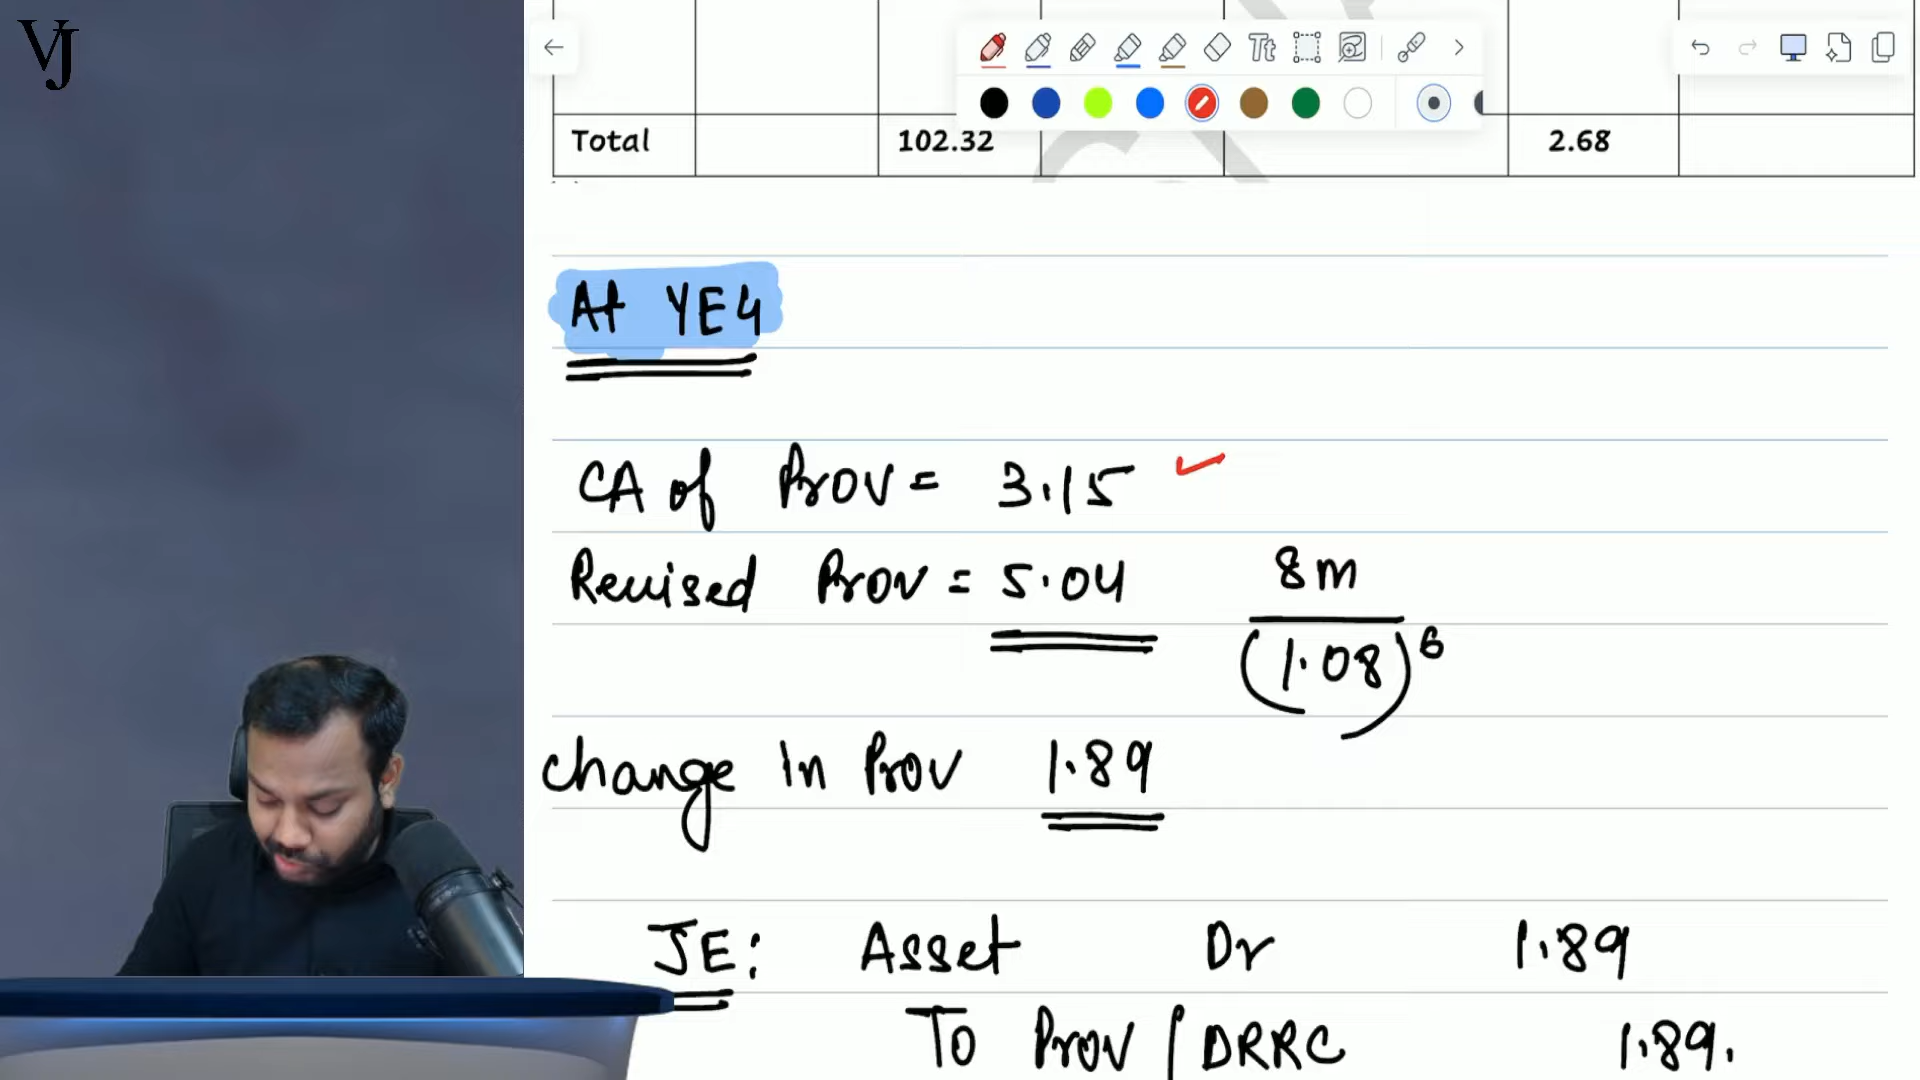 VJ
Tt
Total 102.32 2.68
At YE4
CA of Prov = 3.15
Revised Prov = 5.04 8m
(1.08)6
change in Prov 1.89
JE: Asset Dr 1.89
To Prov / DRRC 1.89.